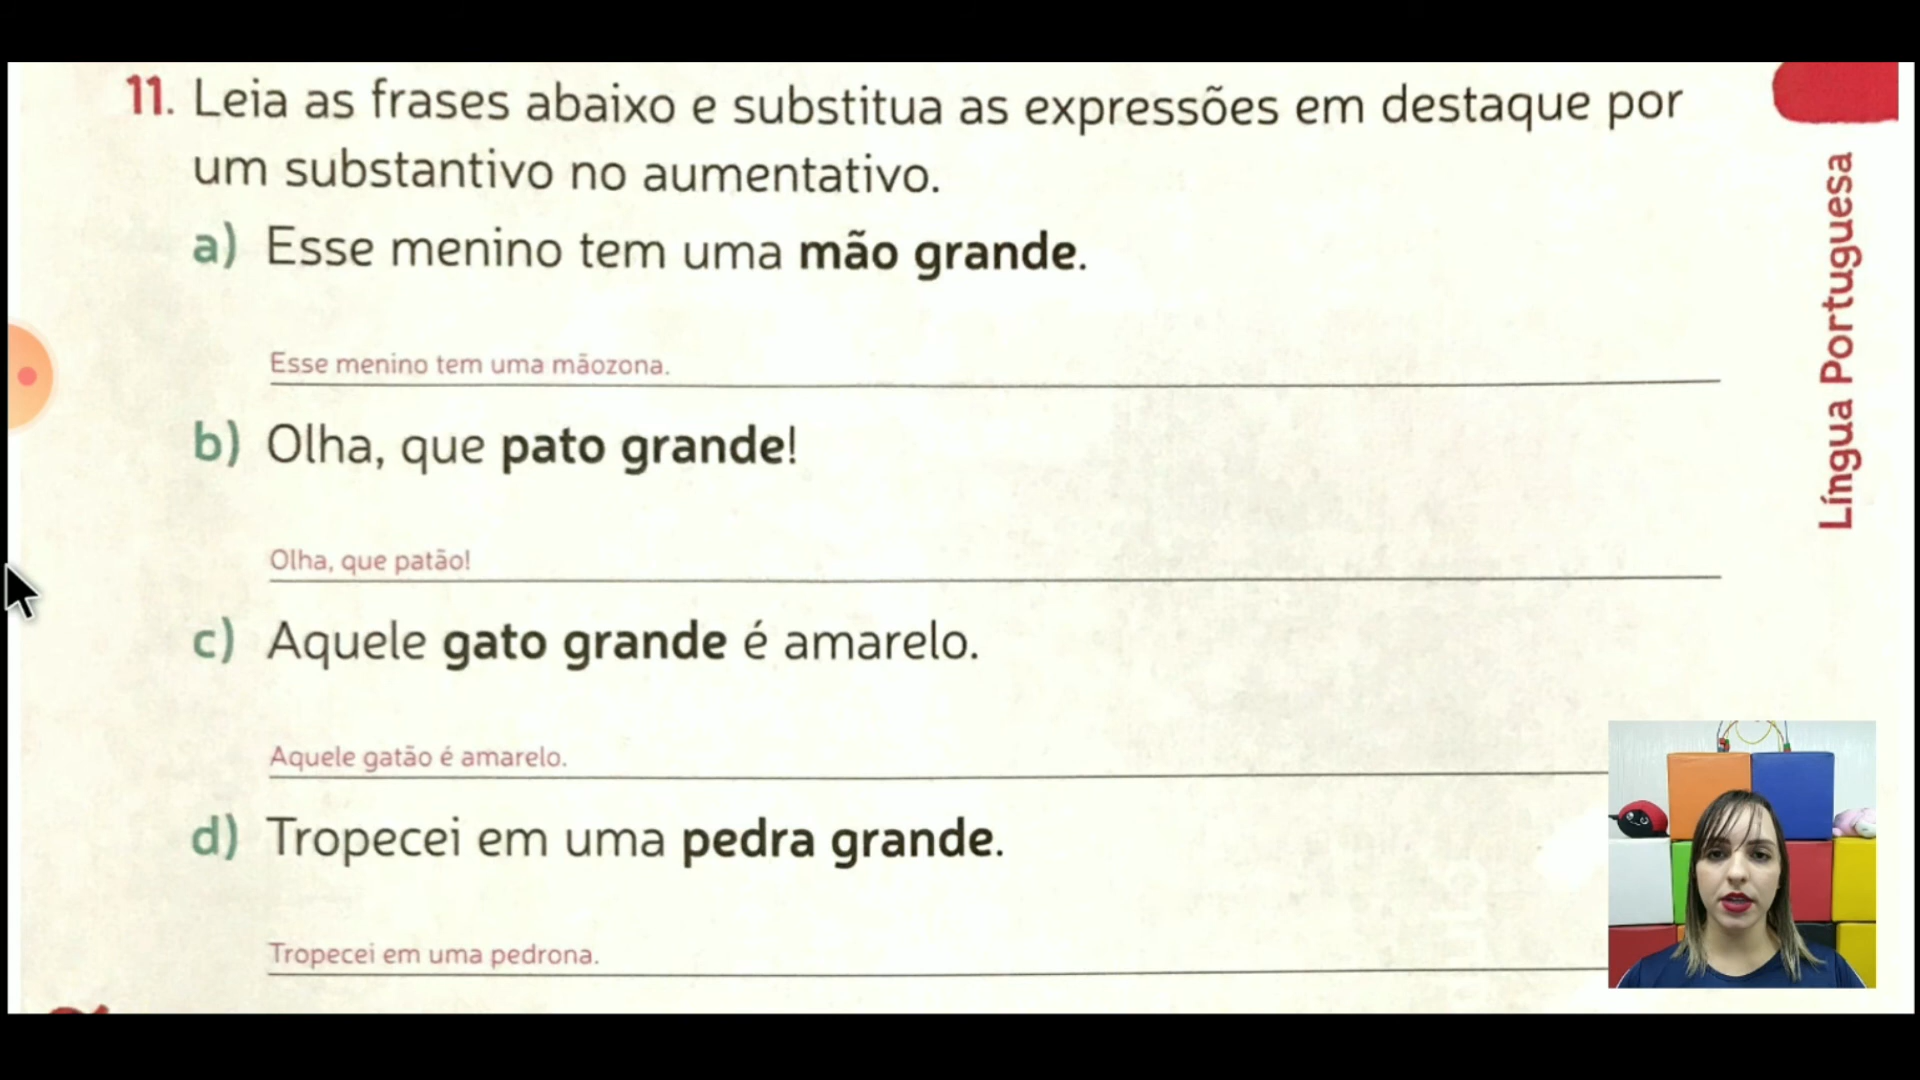 11. Leia as frases abaixo e substitua as expressões em destaque por
um substantivo no aumentativo.
a) Esse menino tem uma mão grande.
Esse menino tem uma mãozona.
b) Olha, que pato grande!
Olha, que patão!
c) Aquele gato grande é amarelo.
Aquele gatão é amarelo.
d) Tropecei em uma pedra grande.
Tropecei em uma pedrona.
Língua Portuguesa